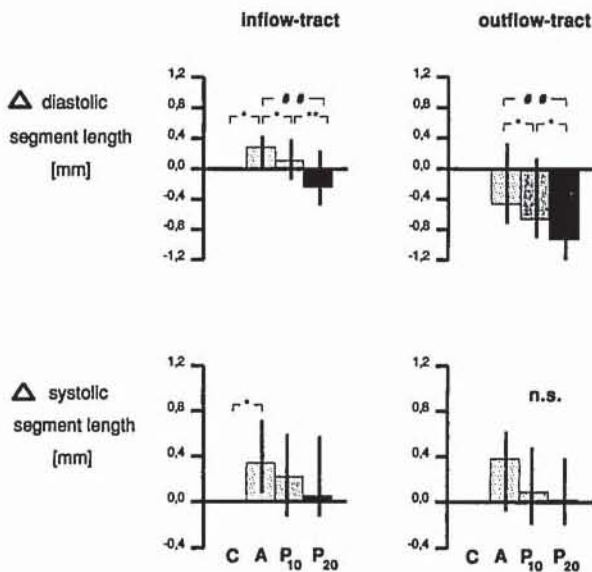 inflow-tract outflow-tract
Δ diastolic
segment length
[mm]
1,2
0,8
0,4
0,0
-0,4
-0,8
-1,2
# #
* * **
1,2
0,8
0,4
0,0
-0,4
-0,8
-1,2
# #
* *
Δ systolic
segment length
[mm]
1,2
0,8
0,4
0,0
-0,4
*
C A P10 P20
1,2
0,8
0,4
0,0
-0,4
n.s.
C A P10 P20